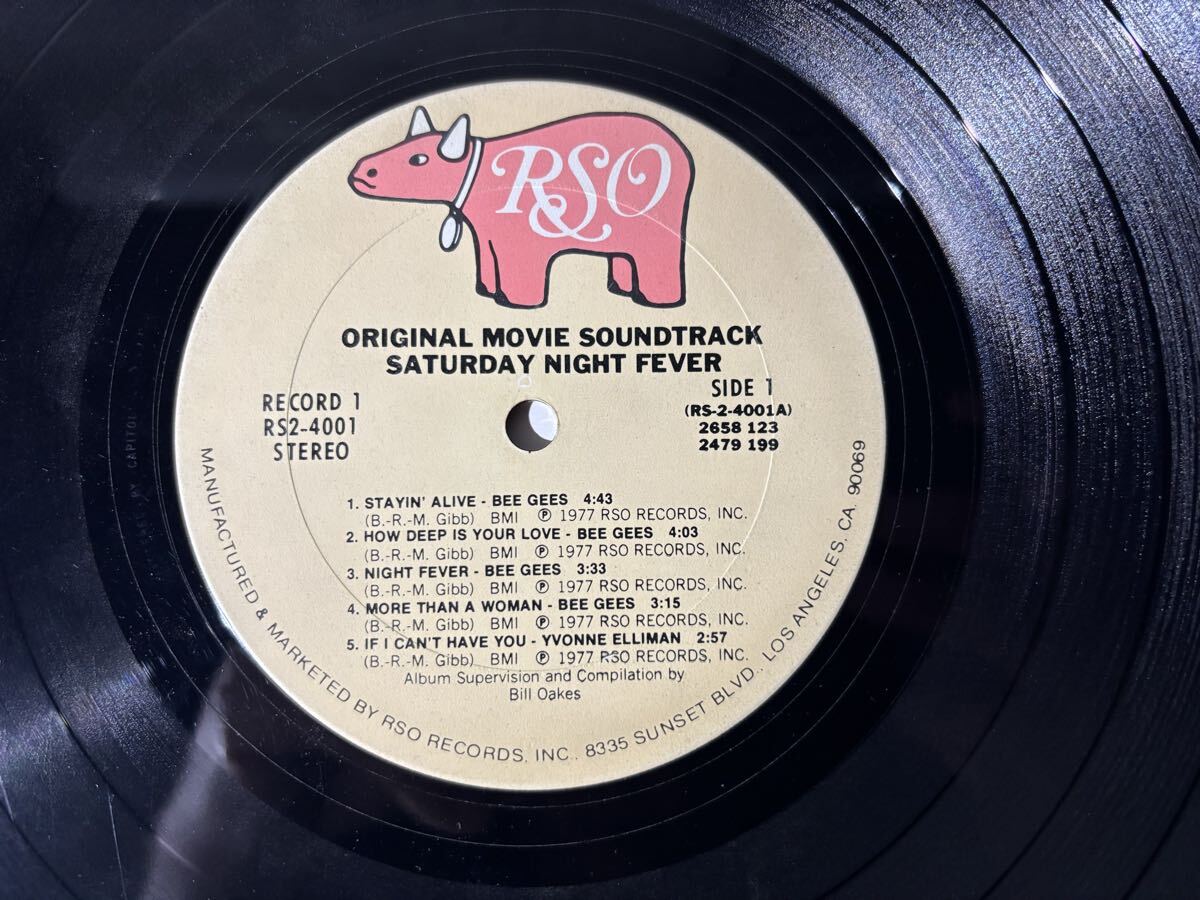 RSO
ORIGINAL MOVIE SOUNDTRACK
SATURDAY NIGHT FEVER
RECORD 1
RS2-4001
STEREO
SIDE 1
(RS-2-4001A)
2658 123
2479 199
1. STAYIN' ALIVE - BEE GEES 4:43
(B.-R.-M. Gibb) BMI ℗ 1977 RSO RECORDS, INC.
2. HOW DEEP IS YOUR LOVE - BEE GEES 4:03
(B.-R.-M. Gibb) BMI ℗ 1977 RSO RECORDS, INC.
3. NIGHT FEVER - BEE GEES 3:33
(B.-R.-M. Gibb) BMI ℗ 1977 RSO RECORDS, INC.
4. MORE THAN A WOMAN - BEE GEES 3:15
(B.-R.-M. Gibb) BMI ℗ 1977 RSO RECORDS, INC.
5. IF I CAN'T HAVE YOU - YVONNE ELLIMAN 2:57
(B.-R.-M. Gibb) BMI ℗ 1977 RSO RECORDS, INC.
Album Supervision and Compilation by
Bill Oakes
MANUFACTURED & MARKETED BY RSO RECORDS, INC., 8335 SUNSET BLVD., LOS ANGELES, CA. 90069
BY CAPITOL